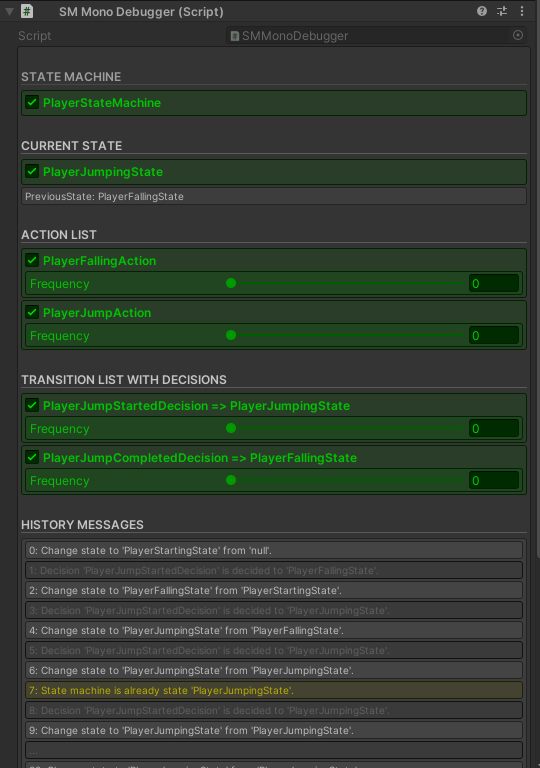 SM Mono Debugger (Script)
Script
SMMonoDebugger
STATE MACHINE
PlayerStateMachine
CURRENT STATE
PlayerJumpingState
PreviousState: PlayerFallingState
ACTION LIST
PlayerFallingAction
Frequency 0
PlayerJumpAction
Frequency 0
TRANSITION LIST WITH DECISIONS
PlayerJumpStartedDecision => PlayerJumpingState
Frequency 0
PlayerJumpCompletedDecision => PlayerFallingState
Frequency 0
HISTORY MESSAGES
0: Change state to 'PlayerStartingState' from 'null'.
1: Decision 'PlayerJumpStartedDecision' is decided to 'PlayerFallingState'.
2: Change state to 'PlayerFallingState' from 'PlayerStartingState'.
3: Decision 'PlayerJumpStartedDecision' is decided to 'PlayerJumpingState'.
4: Change state to 'PlayerJumpingState' from 'PlayerFallingState'.
5: Decision 'PlayerJumpStartedDecision' is decided to 'PlayerJumpingState'.
6: Change state to 'PlayerJumpingState' from 'PlayerJumpingState'.
7: State machine is already state 'PlayerJumpingState'.
8: Decision 'PlayerJumpStartedDecision' is decided to 'PlayerJumpingState'.
9: Change state to 'PlayerJumpingState' from 'PlayerJumpingState'.
...